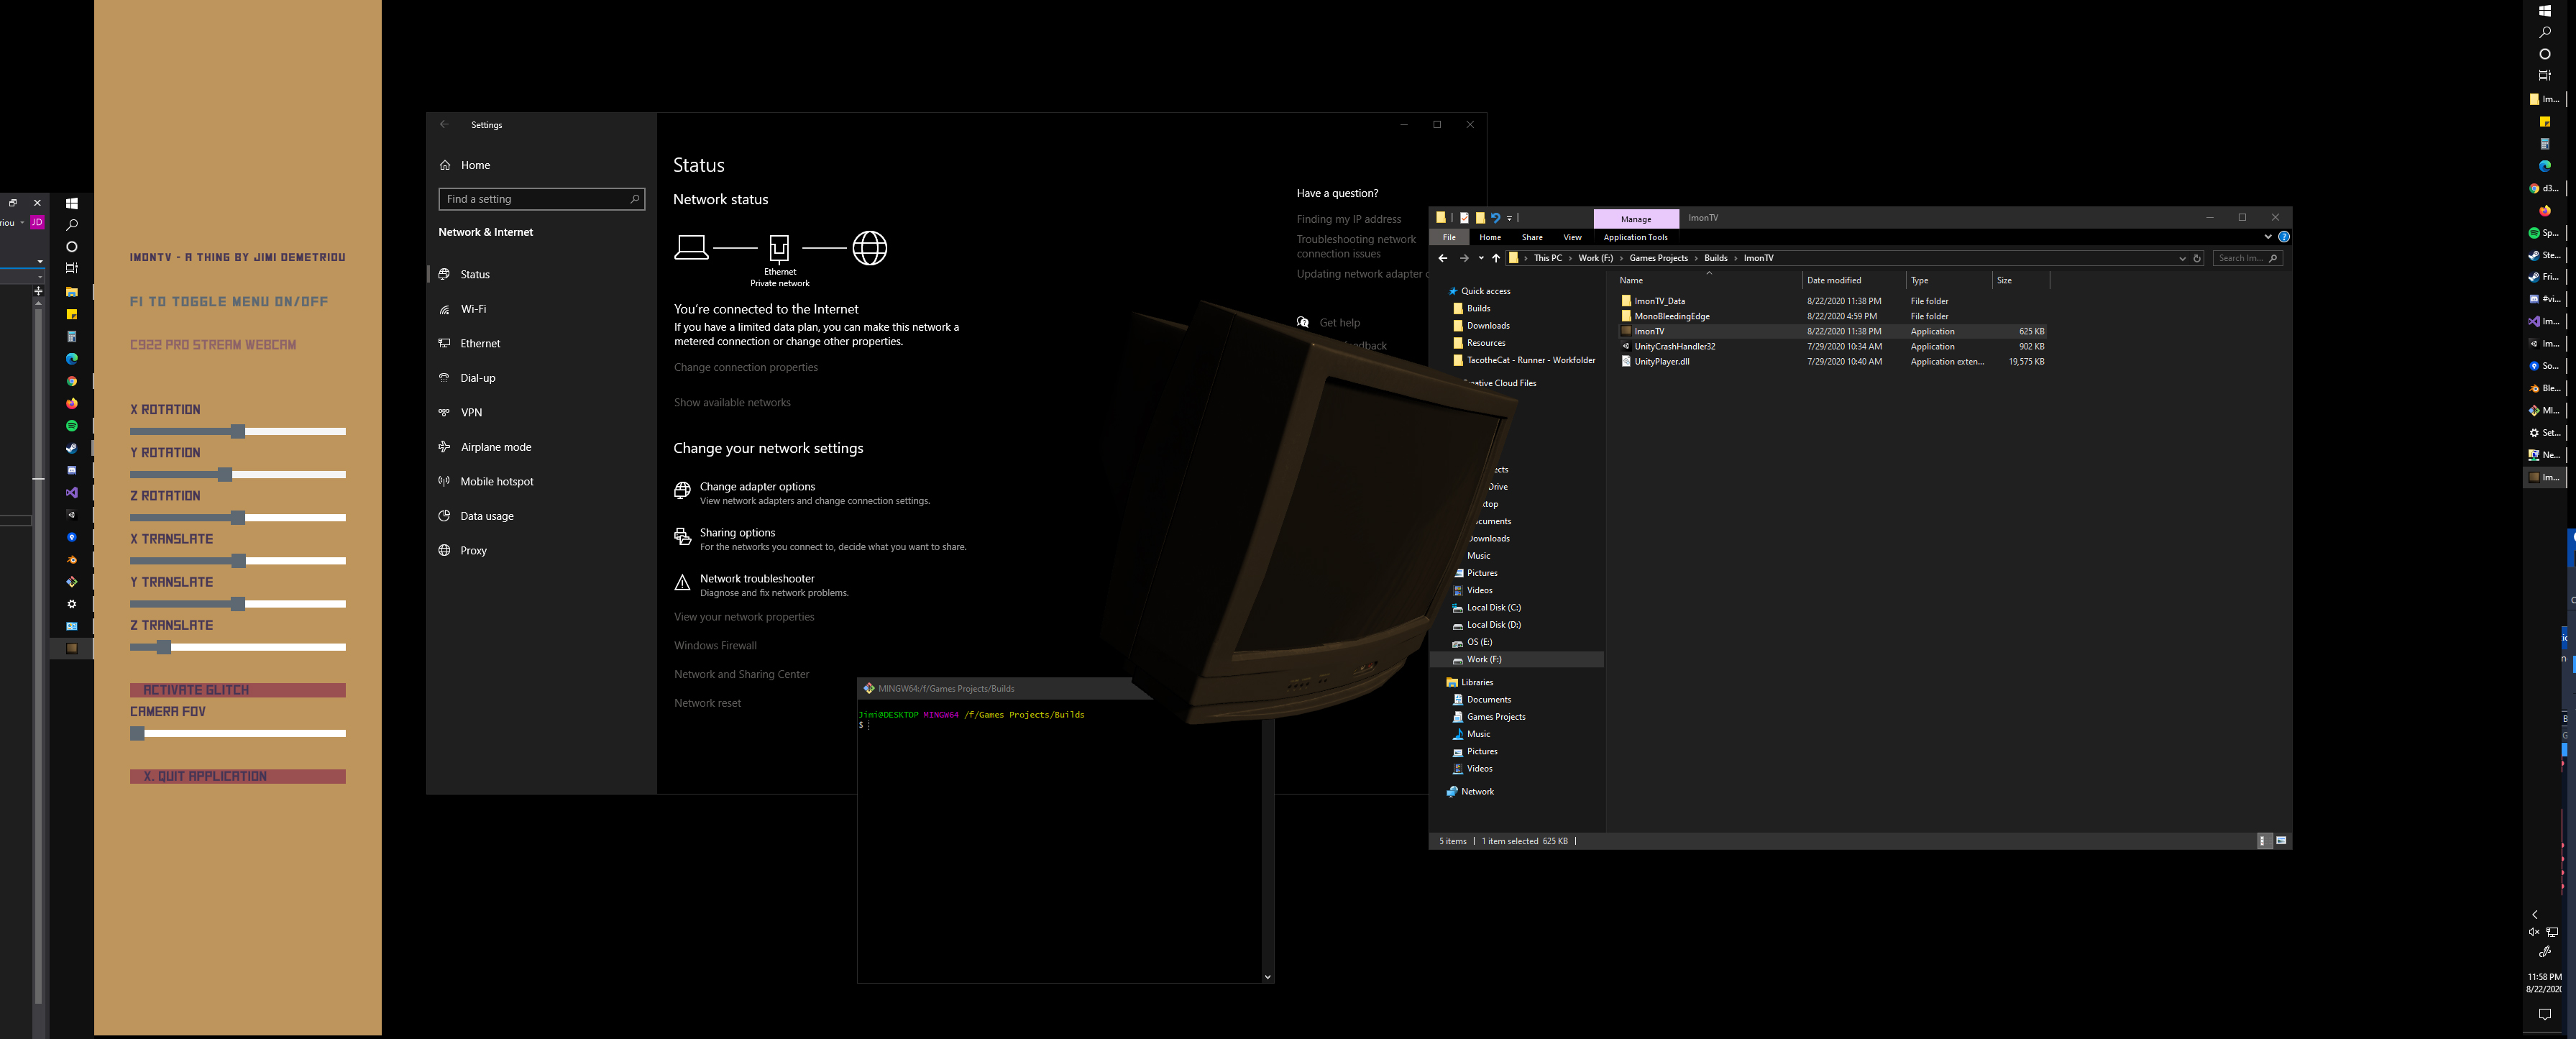 riou
JD
IMONTV - A THING BY JIMI DEMETRIOU
F1 TO TOGGLE MENU ON/OFF
C922 PRO STREAM WEBCAM
X ROTATION
Y ROTATION
Z ROTATION
X TRANSLATE
Y TRANSLATE
Z TRANSLATE
ACTIVATE GLITCH
CAMERA FOV
X. QUIT APPLICATION
Settings
Home
Find a setting
Network & Internet
Status
Wi-Fi
Ethernet
Dial-up
VPN
Airplane mode
Mobile hotspot
Data usage
Proxy
Status
Network status
Ethernet
Private network
You're connected to the Internet
If you have a limited data plan, you can make this network a
metered connection or change other properties.
Change connection properties
Show available networks
Change your network settings
Change adapter options
View network adapters and change connection settings.
Sharing options
For the networks you connect to, decide what you want to share.
Network troubleshooter
Diagnose and fix network problems.
View your network properties
Windows Firewall
Network and Sharing Center
Network reset
Have a question?
Finding my IP address
Troubleshooting network
connection issues
Updating network adapter
Get help
edback
MINGW64:/f/Games Projects/Builds
Jimi@DESKTOP MINGW64 /f/Games Projects/Builds
$
Manage
ImonTV
File
Home
Share
View
Application Tools
This PC > Work (F:) > Games Projects > Builds > ImonTV
Search Im...
Quick access
Builds
Downloads
Resources
TacotheCat - Runner - Workfolder
eative Cloud Files
ects
Drive
ktop
cuments
ownloads
Music
Pictures
Videos
Local Disk (C:)
Local Disk (D:)
OS (E:)
Work (F:)
Libraries
Documents
Games Projects
Music
Pictures
Videos
Network
Name Date modified Type Size
ImonTV_Data 8/22/2020 11:38 PM File folder
MonoBleedingEdge 8/22/2020 4:59 PM File folder
ImonTV 8/22/2020 11:38 PM Application 625 KB
UnityCrashHandler32 7/29/2020 10:34 AM Application 902 KB
UnityPlayer.dll 7/29/2020 10:40 AM Application exten... 19,575 KB
5 items 1 item selected 625 KB
Im...
d3...
Sp...
Ste...
Fri...
#vi...
Im...
Im...
So...
Ble...
MI...
Set...
Ne...
Im...
11:58 PM
8/22/2020